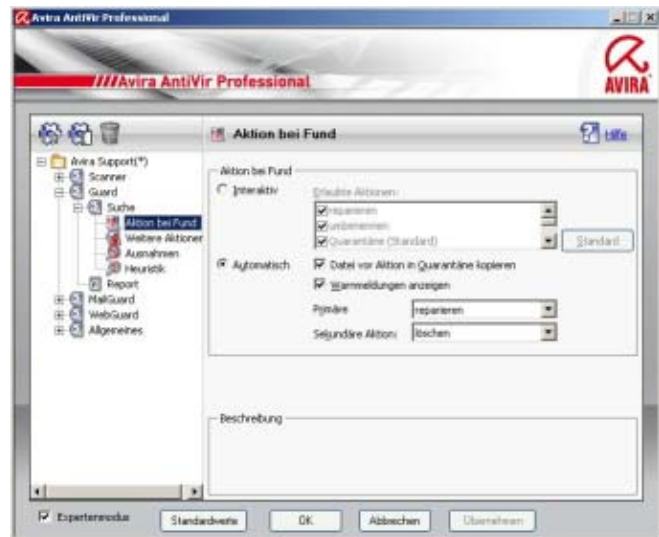 Avira AntiVir Professional
Avira AntiVir Professional
AVIRA
Aktion bei Fund
Hilfe
Avira Support(*)
Scanner
Guard
Suche
Aktion bei Fund
Weitere Aktionen
Ausnahmen
Heuristik
Report
MailGuard
WebGuard
Allgemeines
Aktion bei Fund
Interaktiv
Erlaubte Aktionen:
reparieren
umbenennen
Quarantäne (Standard)
Standard
Automatisch
Datei vor Aktion in Quarantäne kopieren
Warnmeldungen anzeigen
Primäre
reparieren
Sekundäre Aktion:
löschen
Beschreibung
Expertenmodus
Standardwerte
OK
Abbrechen
Übernehmen